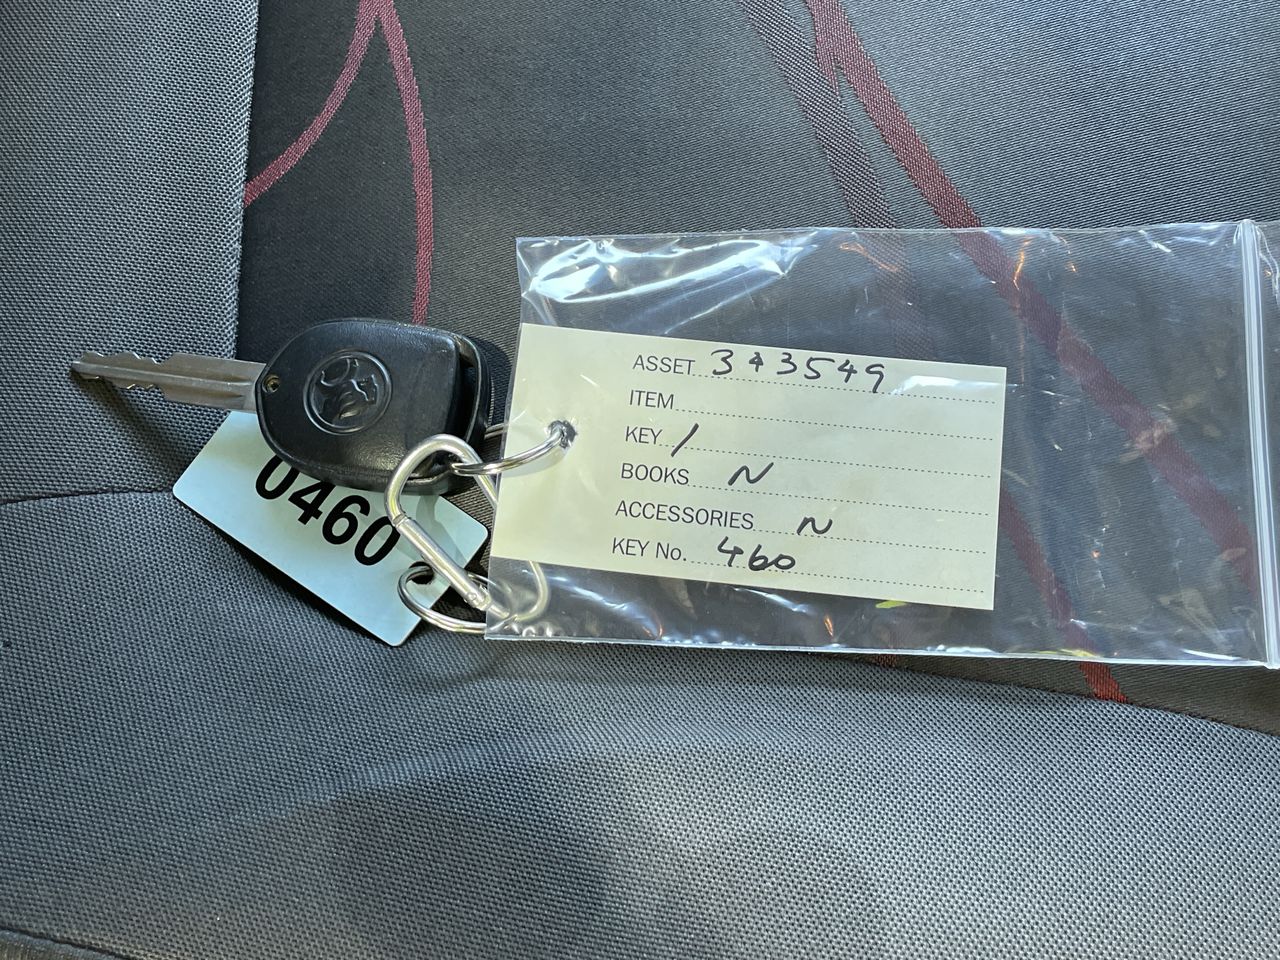 ASSET 343549
ITEM
KEY 1
BOOKS N
ACCESSORIES N
KEY No. 460
0460